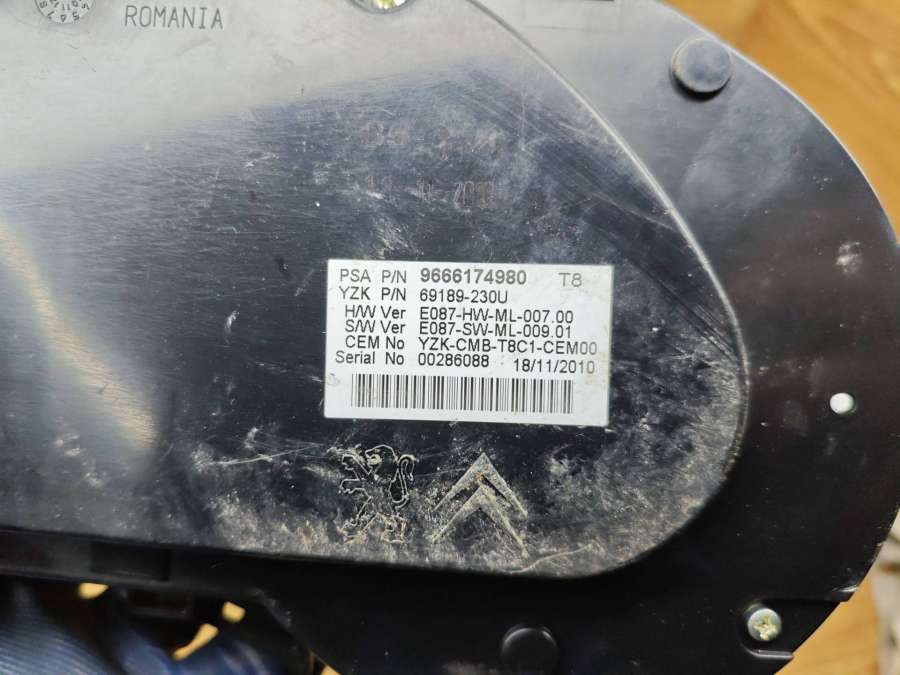 ROMANIA
PSA P/N 9666174980 T8
YZK P/N 69189-230U
H/W Ver E087-HW-ML-007.00
S/W Ver E087-SW-ML-009.01
CEM No YZK-CMB-T8C1-CEM00
Serial No 00286088 18/11/2010